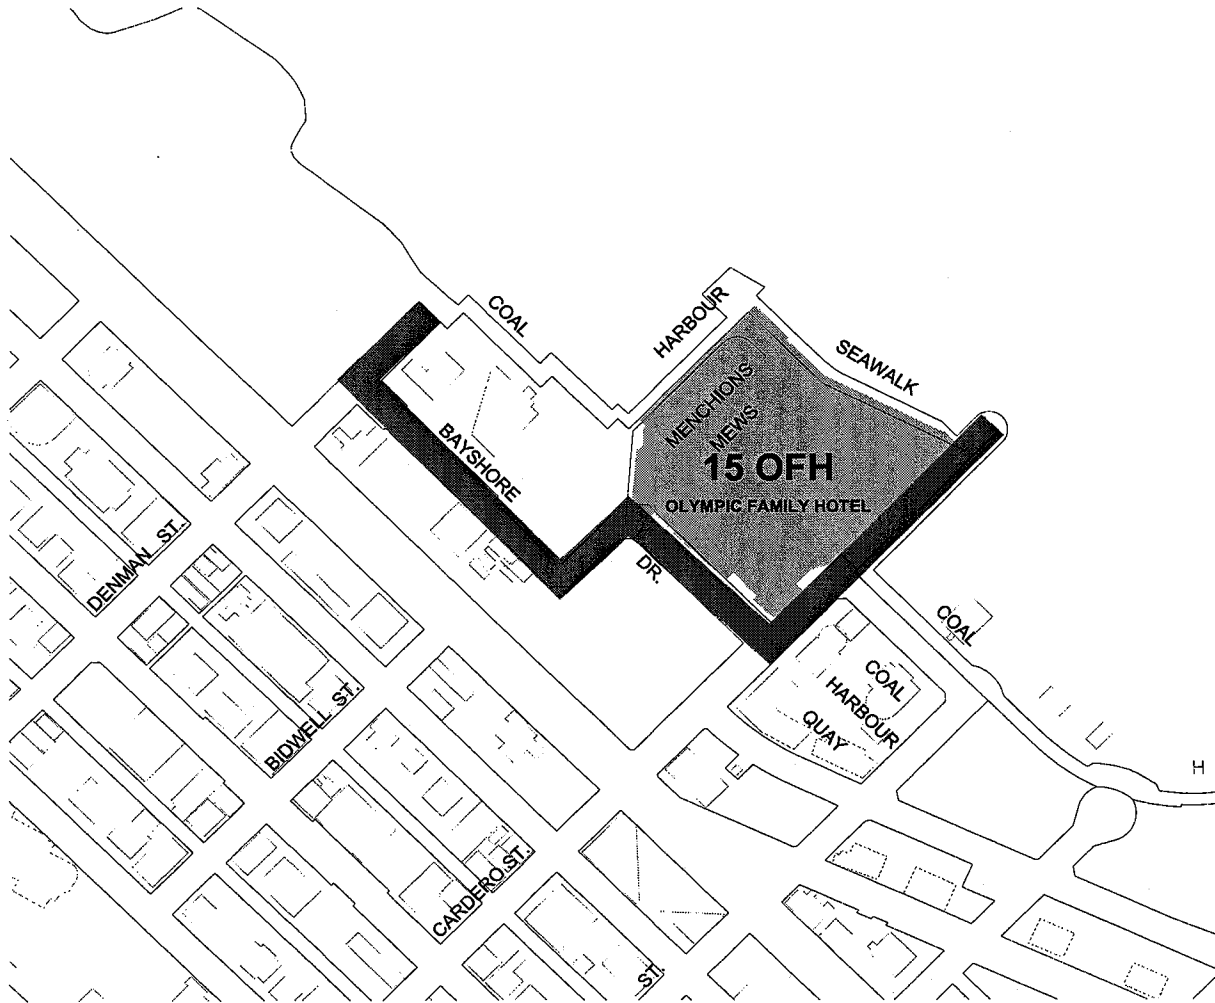 COAL
HARBOUR
SEAWALK
MENCHIONS
MEWS
15 OFH
OLYMPIC FAMILY HOTEL
BAYSHORE
DR.
DENMAN ST.
COAL
COAL
HARBOUR
QUAY
BIDWELL ST.
H
CARDERO ST.
ST.